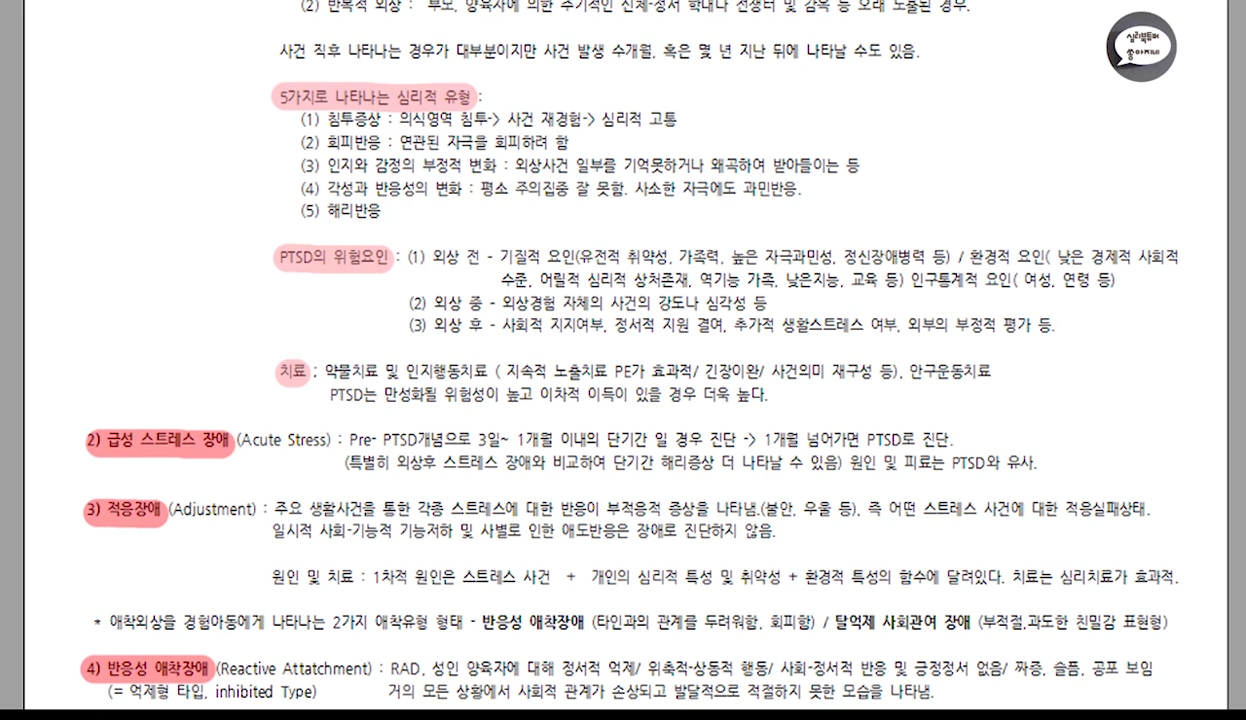 (2) 반복적 외상 : 부모, 양육자에 의한 주기적인 신체-정서 학대나 전쟁터 및 감옥 등 오래 노출된 경우.
사건 직후 나타나는 경우가 대부분이지만 사건 발생 수개월, 혹은 몇 년 지난 뒤에 나타날 수도 있음.
심리북튜버
쏭아지네
5가지로 나타나는 심리적 유형 :
(1) 침투증상 : 의식영역 침투-> 사건 재경험-> 심리적 고통
(2) 회피반응 : 연관된 자극을 회피하려 함
(3) 인지와 감정의 부정적 변화 : 외상사건 일부를 기억못하거나 왜곡하여 받아들이는 등
(4) 각성과 반응성의 변화 : 평소 주의집중 잘 못함. 사소한 자극에도 과민반응.
(5) 해리반응
PTSD의 위험요인 : (1) 외상 전 - 기질적 요인(유전적 취약성, 가족력, 높은 자극과민성, 정신장애병력 등) / 환경적 요인( 낮은 경제적 사회적
수준, 어릴적 심리적 상처존재, 역기능 가족, 낮은지능, 교육 등) 인구통계적 요인( 여성, 연령 등)
(2) 외상 중 - 외상경험 자체의 사건의 강도나 심각성 등
(3) 외상 후 - 사회적 지지여부, 정서적 지원 결여, 추가적 생활스트레스 여부, 외부의 부정적 평가 등.
치료 : 약물치료 및 인지행동치료 ( 지속적 노출치료 PE가 효과적/ 긴장이완/ 사건의미 재구성 등), 안구운동치료
PTSD는 만성화될 위험성이 높고 이차적 이득이 있을 경우 더욱 높다.
2) 급성 스트레스 장애 (Acute Stress) : Pre- PTSD개념으로 3일~ 1개월 이내의 단기간 일 경우 진단 -> 1개월 넘어가면 PTSD로 진단.
(특별히 외상후 스트레스 장애와 비교하여 단기간 해리증상 더 나타날 수 있음) 원인 및 피료는 PTSD와 유사.
3) 적응장애 (Adjustment) : 주요 생활사건을 통한 각종 스트레스에 대한 반응이 부적응적 증상을 나타냄.(불안, 우울 등), 즉 어떤 스트레스 사건에 대한 적응실패상태.
일시적 사회-기능적 기능저하 및 사별로 인한 애도반응은 장애로 진단하지 않음.
원인 및 치료 : 1차적 원인은 스트레스 사건 + 개인의 심리적 특성 및 취약성 + 환경적 특성의 함수에 달려있다. 치료는 심리치료가 효과적.
* 애착외상을 경험아동에게 나타나는 2가지 애착유형 형태 - 반응성 애착장애 (타인과의 관계를 두려워함, 회피함) / 탈억제 사회관여 장애 (부적절,과도한 친밀감 표현형)
4) 반응성 애착장애 (Reactive Attatchment) : RAD, 성인 양육자에 대해 정서적 억제/ 위축적-상동적 행동/ 사회-정서적 반응 및 긍정정서 없음/ 짜증, 슬픔, 공포 보임
(= 억제형 타입, inhibited Type) 거의 모든 상황에서 사회적 관계가 손상되고 발달적으로 적절하지 못한 모습을 나타냄.